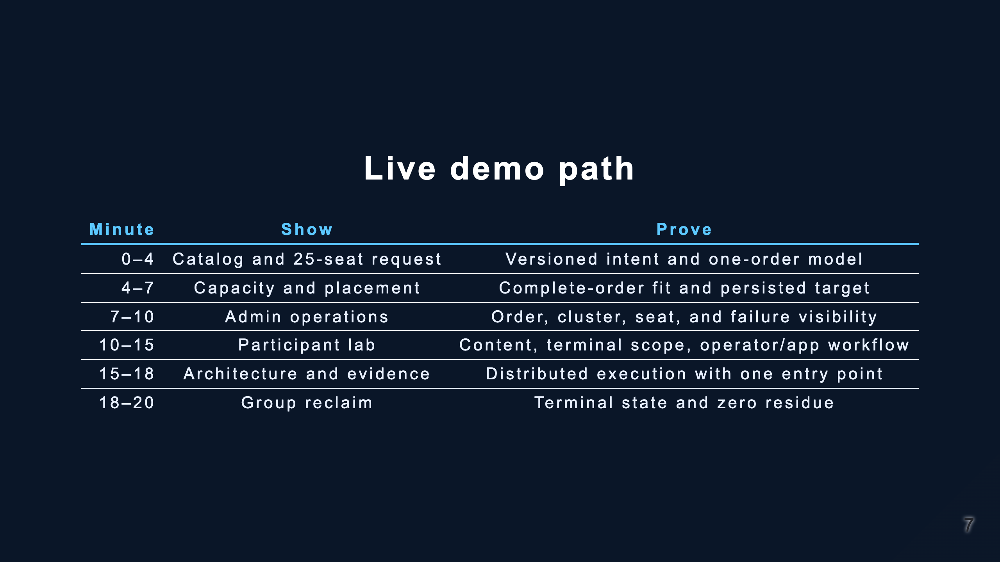 Live demo path
Minute Show Prove
0–4 Catalog and 25-seat request Versioned intent and one-order model
4–7 Capacity and placement Complete-order fit and persisted target
7–10 Admin operations Order, cluster, seat, and failure visibility
10–15 Participant lab Content, terminal scope, operator/app workflow
15–18 Architecture and evidence Distributed execution with one entry point
18–20 Group reclaim Terminal state and zero residue
7